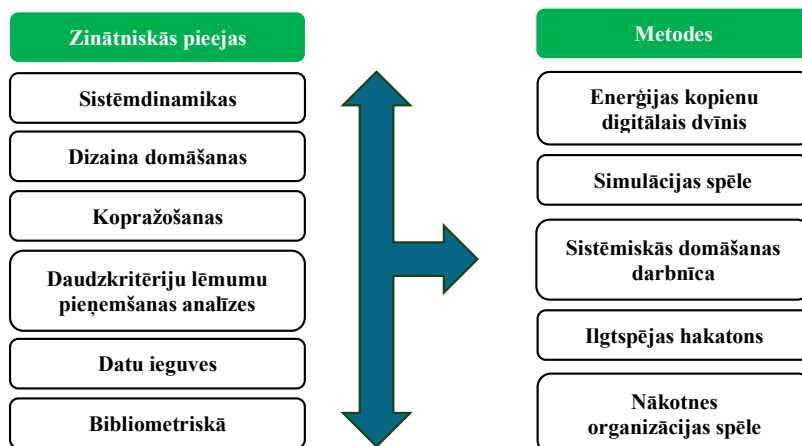 Zinātniskās pieejas
Sistēmdinamikas
Dizaina domāšanas
Kopražošanas
Daudzkritēriju lēmumu
pieņemšanas analīzes
Datu ieguves
Bibliometriskā
Metodes
Enerģijas kopienu
digitālais dvīnis
Simulācijas spēle
Sistēmiskās domāšanas
darbnīca
Ilgtspējas hakatons
Nākotnes
organizācijas spēle